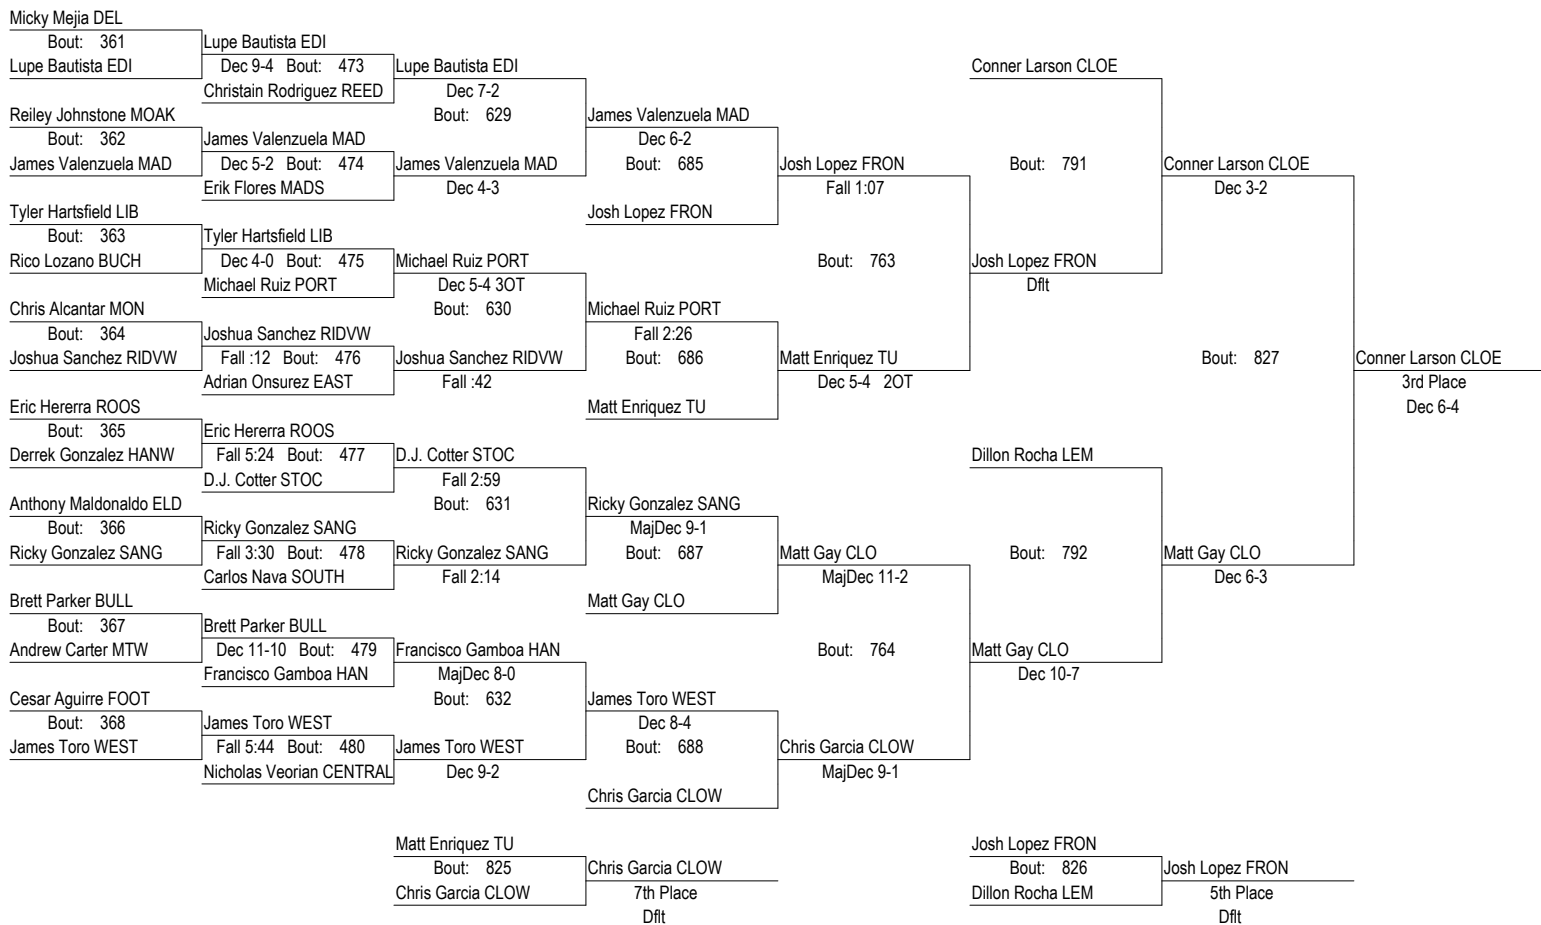 Micky Mejia DEL
Bout: 361
Lupe Bautista EDI
Lupe Bautista EDI
Dec 9-4 Bout: 473
Christain Rodriguez REED
Reiley Johnstone MOAK
Bout: 362
James Valenzuela MAD
James Valenzuela MAD
Dec 5-2 Bout: 474
Erik Flores MADS
Tyler Hartsfield LIB
Bout: 363
Rico Lozano BUCH
Tyler Hartsfield LIB
Dec 4-0 Bout: 475
Michael Ruiz PORT
Chris Alcantar MON
Bout: 364
Joshua Sanchez RIDVW
Joshua Sanchez RIDVW
Fall :12 Bout: 476
Adrian Onsurez EAST
Eric Hererra ROOS
Bout: 365
Derrek Gonzalez HANW
Eric Hererra ROOS
Fall 5:24 Bout: 477
D.J. Cotter STOC
Anthony Maldonaldo ELD
Bout: 366
Ricky Gonzalez SANG
Ricky Gonzalez SANG
Fall 3:30 Bout: 478
Carlos Nava SOUTH
Brett Parker BULL
Bout: 367
Andrew Carter MTW
Brett Parker BULL
Dec 11-10 Bout: 479
Francisco Gamboa HAN
Cesar Aguirre FOOT
Bout: 368
James Toro WEST
James Toro WEST
Fall 5:44 Bout: 480
Nicholas Veorian CENTRAL
Lupe Bautista EDI
Dec 7-2
Bout: 629
James Valenzuela MAD
Dec 4-3
Michael Ruiz PORT
Dec 5-4 3OT
Bout: 630
Joshua Sanchez RIDVW
Fall :42
D.J. Cotter STOC
Fall 2:59
Bout: 631
Ricky Gonzalez SANG
Fall 2:14
Francisco Gamboa HAN
MajDec 8-0
Bout: 632
James Toro WEST
Dec 9-2
James Valenzuela MAD
Dec 6-2
Bout: 685
Josh Lopez FRON
Michael Ruiz PORT
Fall 2:26
Bout: 686
Matt Enriquez TU
Ricky Gonzalez SANG
MajDec 9-1
Bout: 687
Matt Gay CLO
James Toro WEST
Dec 8-4
Bout: 688
Chris Garcia CLOW
Josh Lopez FRON
Fall 1:07
Bout: 763
Matt Enriquez TU
Dec 5-4 2OT
Matt Gay CLO
MajDec 11-2
Bout: 764
Chris Garcia CLOW
MajDec 9-1
Conner Larson CLOE
Bout: 791
Josh Lopez FRON
Dflt
Dillon Rocha LEM
Bout: 792
Matt Gay CLO
Dec 10-7
Conner Larson CLOE
Dec 3-2
Bout: 827
Matt Gay CLO
Dec 6-3
Conner Larson CLOE
3rd Place
Dec 6-4
Matt Enriquez TU
Bout: 825
Chris Garcia CLOW
Chris Garcia CLOW
7th Place
Dflt
Josh Lopez FRON
Bout: 826
Dillon Rocha LEM
Josh Lopez FRON
5th Place
Dflt